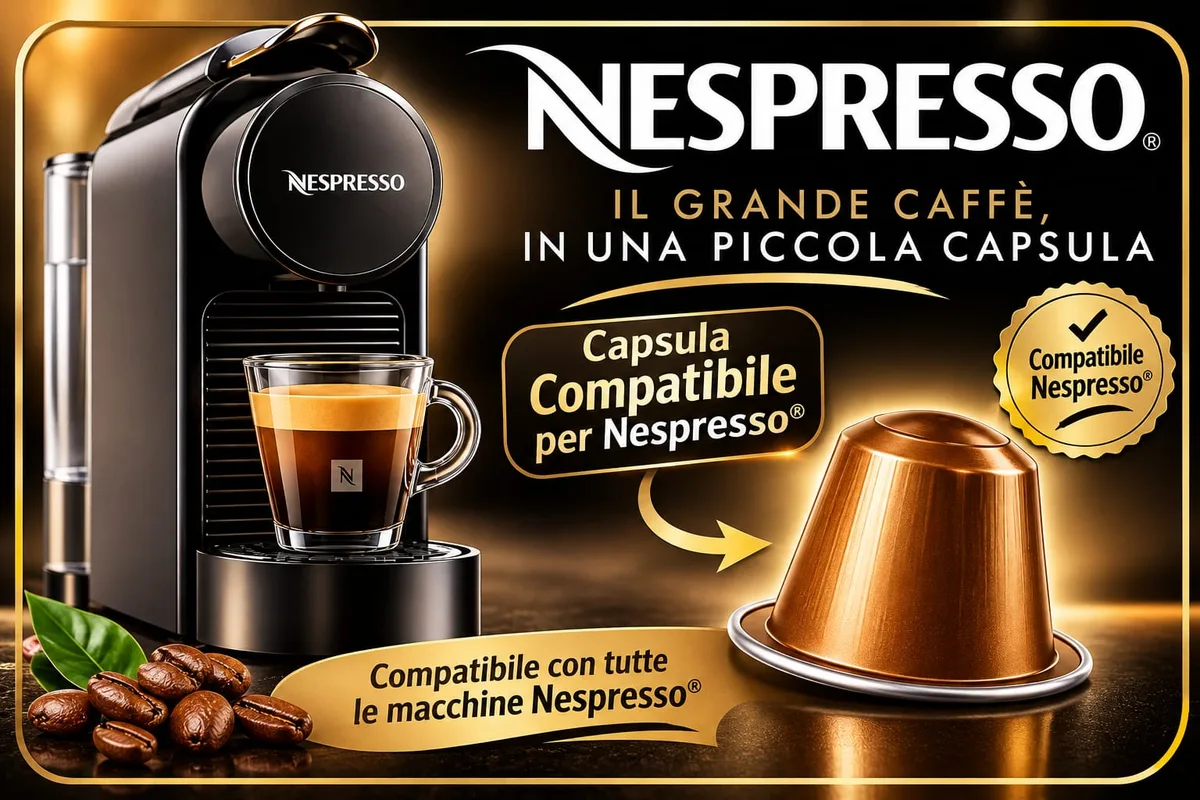 NESPRESSO®
IL GRANDE CAFFÈ,
IN UNA PICCOLA CAPSULA
NESPRESSO
Capsula
Compatibile
per Nespresso®
Compatibile
Nespresso®
N
Compatibile con tutte
le macchine Nespresso®